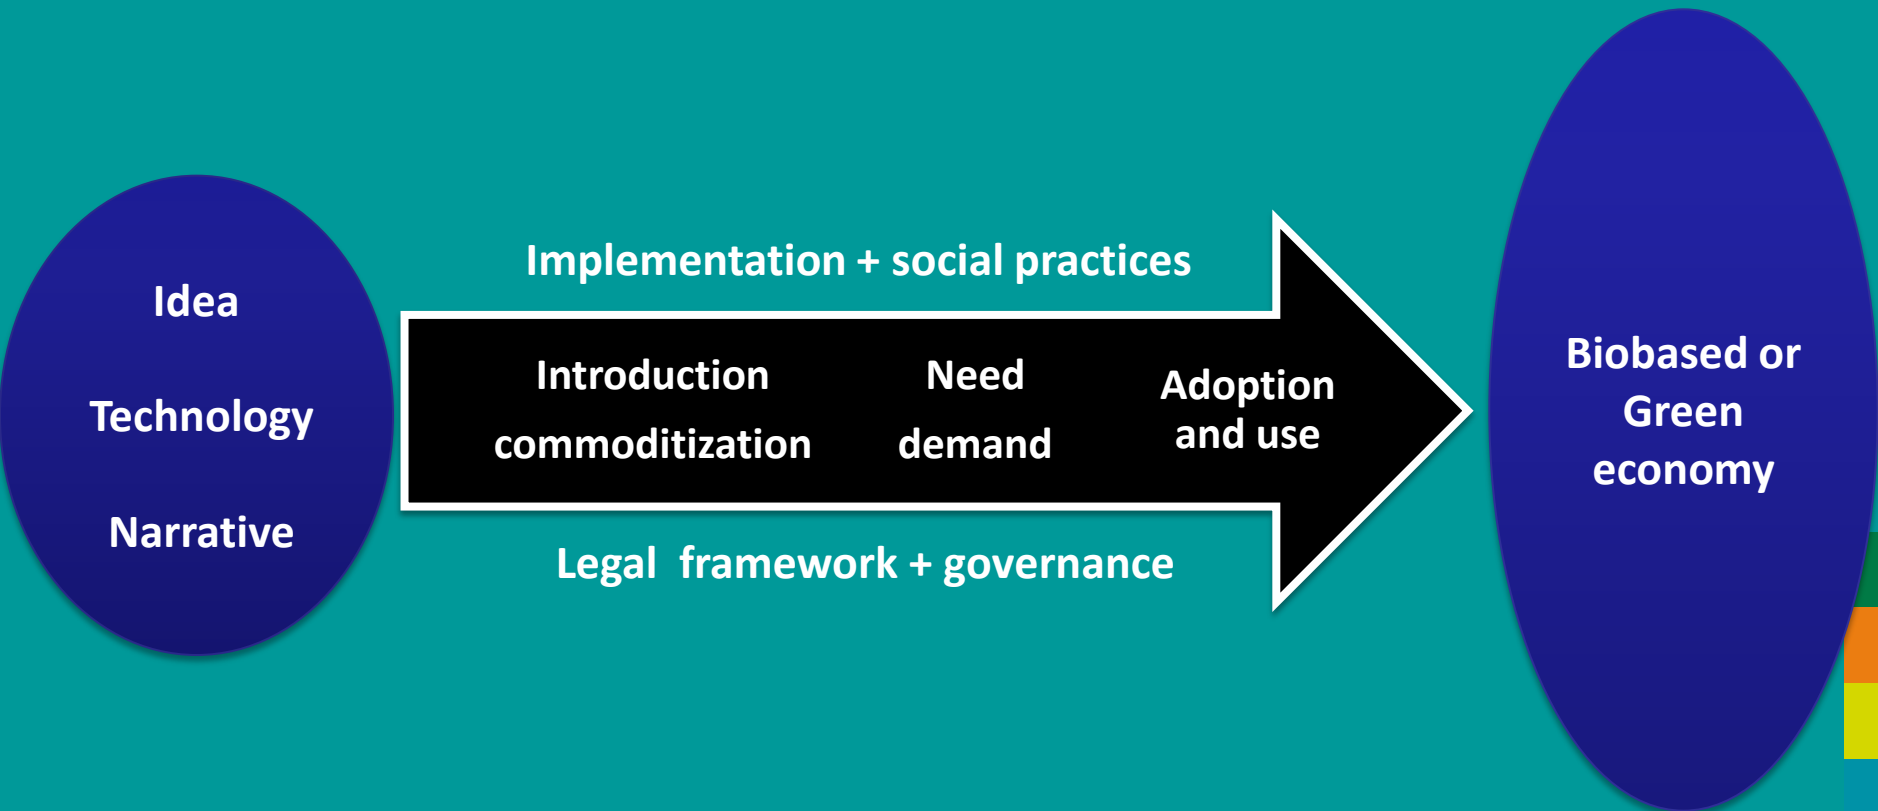 Idea
Technology
Narrative
Implementation + social practices
Introduction
commoditization
Need
demand
Adoption
and use
Legal framework + governance
Biobased or
Green
economy